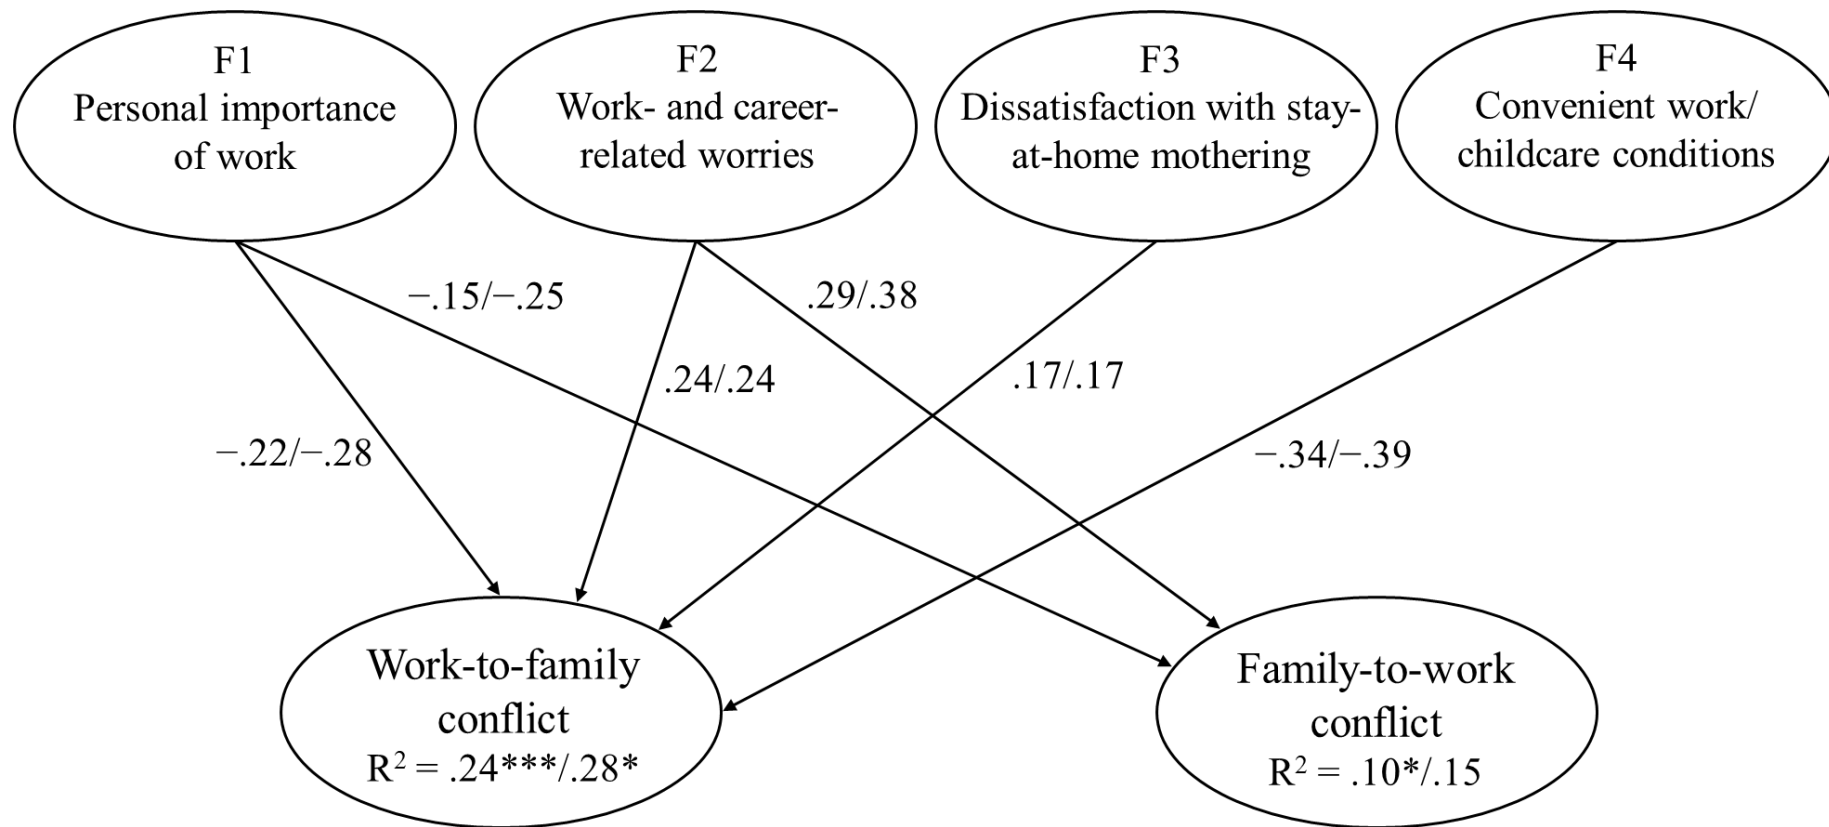 F1
Personal importance
of work
F2
Work- and career-
related worries
F3
Dissatisfaction with stay-
at-home mothering
F4
Convenient work/
childcare conditions
−.15/−.25
.29/.38
.24/.24
.17/.17
−.22/−.28
−.34/−.39
Work-to-family
conflict
R² = .24***/.28*
Family-to-work
conflict
R² = .10*/.15